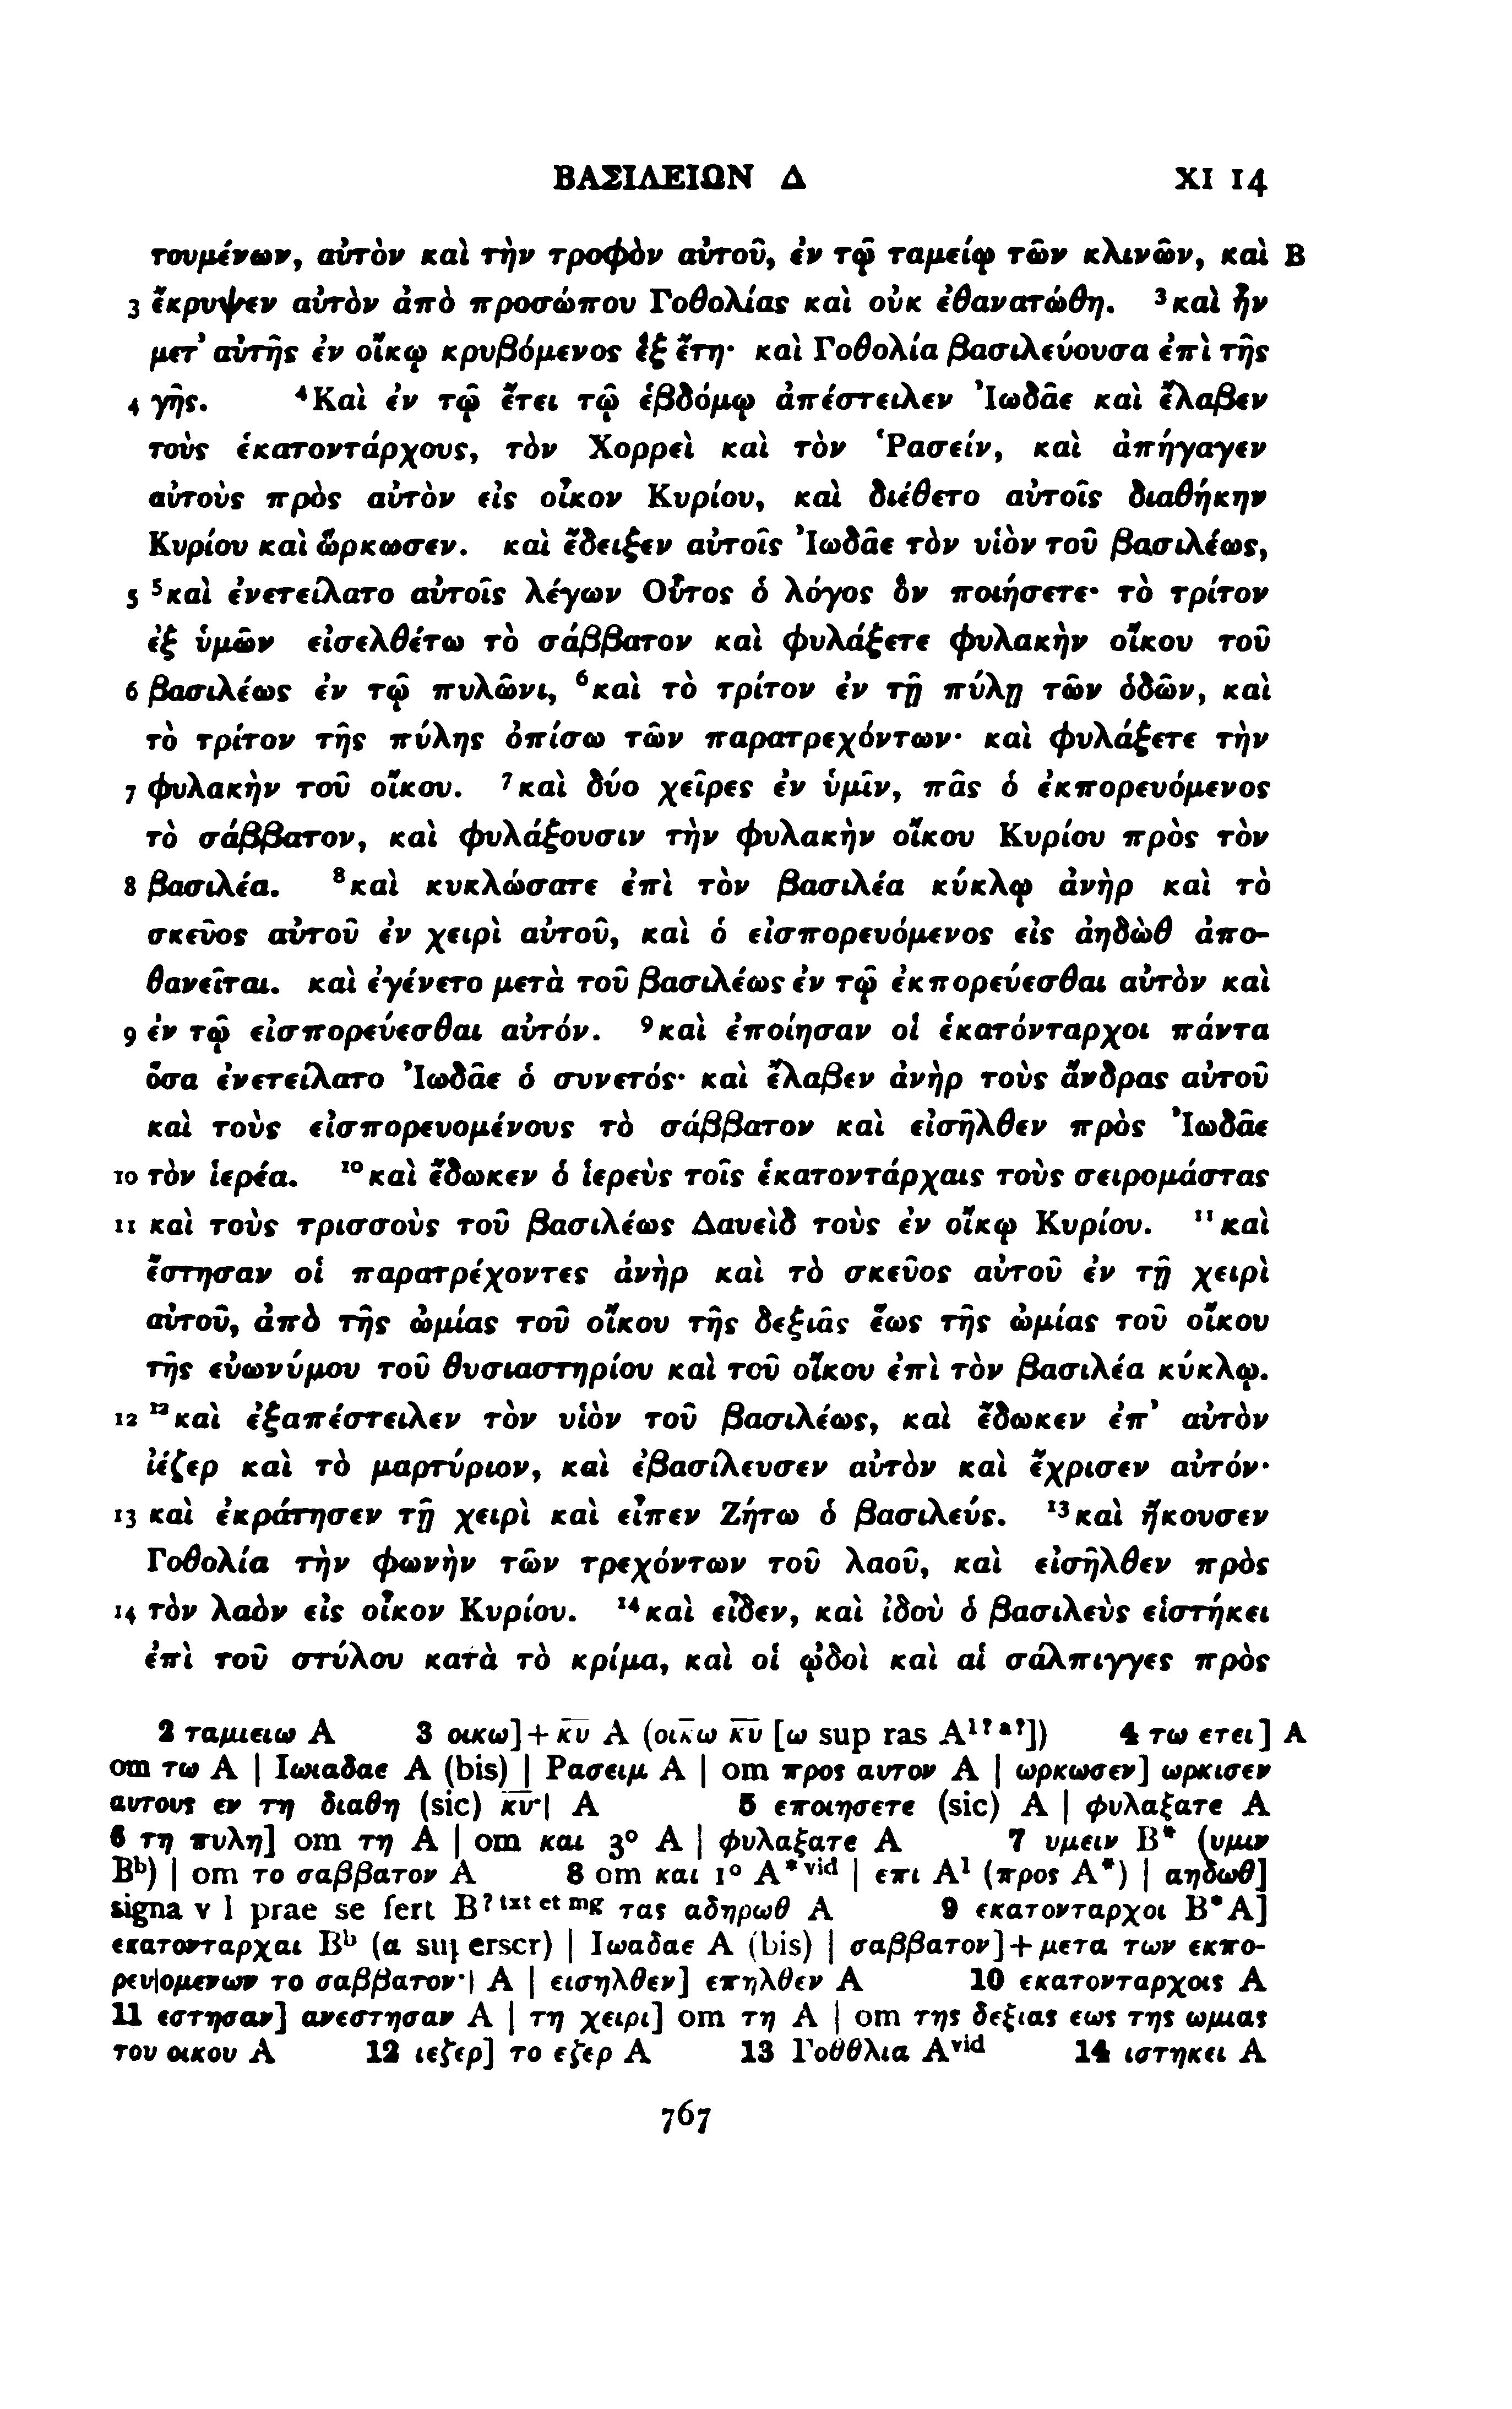 ΒΑΣΙΛΕΙΩΝ Δ XI 14
τουμένων, αὐτὸν καὶ τὴν τροφὸν αὐτοῦ, ἐν τῷ ταμείῳ τῶν κλινῶν, καὶ B
3 ἔκρυψεν αὐτὸν ἀπὸ προσώπου Γοθολίας καὶ οὐκ ἐθανατώθη. ³καὶ ἦν
μετ᾽ αὐτῆς ἐν οἴκῳ κρυβόμενος ἓξ ἔτη· καὶ Γοθολία βασιλεύουσα ἐπὶ τῆς
4 γῆς. ⁴Καὶ ἐν τῷ ἔτει τῷ ἑβδόμῳ ἀπέστειλεν Ἰωδᾶε καὶ ἔλαβεν
τοὺς ἑκατοντάρχους, τὸν Χορρεὶ καὶ τὸν Ῥασείν, καὶ ἀπήγαγεν
αὐτοὺς πρὸς αὐτὸν εἰς οἶκον Κυρίου, καὶ διέθετο αὐτοῖς διαθήκην
Κυρίου καὶ ὥρκωσεν. καὶ ἔδειξεν αὐτοῖς Ἰωδᾶε τὸν υἱὸν τοῦ βασιλέως,
5 ⁵καὶ ἐνετείλατο αὐτοῖς λέγων Οὗτος ὁ λόγος ὃν ποιήσετε· τὸ τρίτον
ἐξ ὑμῶν εἰσελθέτω τὸ σάββατον καὶ φυλάξετε φυλακὴν οἴκου τοῦ
6 βασιλέως ἐν τῷ πυλῶνι, ⁶καὶ τὸ τρίτον ἐν τῇ πύλῃ τῶν ὁδῶν, καὶ
τὸ τρίτον τῆς πύλης ὀπίσω τῶν παρατρεχόντων· καὶ φυλάξετε τὴν
7 φυλακὴν τοῦ οἴκου. ⁷καὶ δύο χεῖρες ἐν ὑμῖν, πᾶς ὁ ἐκπορευόμενος
τὸ σάββατον, καὶ φυλάξουσιν τὴν φυλακὴν οἴκου Κυρίου πρὸς τὸν
8 βασιλέα. ⁸καὶ κυκλώσατε ἐπὶ τὸν βασιλέα κύκλῳ ἀνὴρ καὶ τὸ
σκεῦος αὐτοῦ ἐν χειρὶ αὐτοῦ, καὶ ὁ εἰσπορευόμενος εἰς ἀηδὼθ ἀπο-
θανεῖται. καὶ ἐγένετο μετὰ τοῦ βασιλέως ἐν τῷ ἐκπορεύεσθαι αὐτὸν καὶ
9 ἐν τῷ εἰσπορεύεσθαι αὐτόν. ⁹καὶ ἐποίησαν οἱ ἑκατόνταρχοι πάντα
ὅσα ἐνετείλατο Ἰωδᾶε ὁ συνετός· καὶ ἔλαβεν ἀνὴρ τοὺς ἄνδρας αὐτοῦ
καὶ τοὺς εἰσπορευομένους τὸ σάββατον καὶ εἰσῆλθεν πρὸς Ἰωδᾶε
10 τὸν ἱερέα. ¹⁰καὶ ἔδωκεν ὁ ἱερεὺς τοῖς ἑκατοντάρχαις τοὺς σειρομάστας
11 καὶ τοὺς τρισσοὺς τοῦ βασιλέως Δαυεὶδ τοὺς ἐν οἴκῳ Κυρίου. ¹¹καὶ
ἔστησαν οἱ παρατρέχοντες ἀνὴρ καὶ τὸ σκεῦος αὐτοῦ ἐν τῇ χειρὶ
αὐτοῦ, ἀπὸ τῆς ὠμίας τοῦ οἴκου τῆς δεξιᾶς ἕως τῆς ὠμίας τοῦ οἴκου
τῆς εὐωνύμου τοῦ θυσιαστηρίου καὶ τοῦ οἴκου ἐπὶ τὸν βασιλέα κύκλῳ.
12 ¹²καὶ ἐξαπέστειλεν τὸν υἱὸν τοῦ βασιλέως, καὶ ἔδωκεν ἐπ᾽ αὐτὸν
ἰέζερ καὶ τὸ μαρτύριον, καὶ ἐβασίλευσεν αὐτὸν καὶ ἔχρισεν αὐτόν·
13 καὶ ἐκράτησεν τῇ χειρὶ καὶ εἶπεν Ζήτω ὁ βασιλεύς. ¹³καὶ ἤκουσεν
Γοθολία τὴν φωνὴν τῶν τρεχόντων τοῦ λαοῦ, καὶ εἰσῆλθεν πρὸς
14 τὸν λαὸν εἰς οἶκον Κυρίου. ¹⁴καὶ εἶδεν, καὶ ἰδοὺ ὁ βασιλεὺς εἱστήκει
ἐπὶ τοῦ στύλου κατὰ τὸ κρίμα, καὶ οἱ ᾠδοὶ καὶ αἱ σάλπιγγες πρὸς
2 ταμιειω A 3 οικω]+κ̅υ̅ A (οικω κ̅υ̅ [ω sup ras A¹ˀ ᵃˀ]) 4 τω ετει] A
om τω A | Ιωιαδαε A (bis) | Ρασειμ A | om προς αυτον A | ωρκωσεν] ωρκισεν
αυτους εν τη διαθη (sic) κ̅υ̅·| A 5 εποιησετε (sic) A | φυλαξατε A
6 τη πυλη] om τη A | om και 3° A | φυλαξατε A 7 υμειν B* (υμιν
Bᵇ) | om το σαββατον A 8 om και 1° A*ᵛⁱᵈ | επι A¹ (προς A*) | αηδωθ]
signa v l prae se fert B? ᵗˣᵗ ᵉᵗ ᵐᵍ τας αδηρωθ A 9 εκατονταρχοι B*A]
εκατονταρχαι Bᵇ (α superscr) | Ιωαδαε A (bis) | σαββατον]+μετα των εκπο-
ρευ|ομενων το σαββατον·| A | εισηλθεν] επηλθεν A 10 εκατονταρχοις A
11 εστησαν] ανεστησαν A | τη χειρι] om τη A | om της δεξιας εως της ωμιας
του οικου A 12 ιεζερ] το εζερ A 13 Γοθθλια Aᵛⁱᵈ 14 ιστηκει A
767